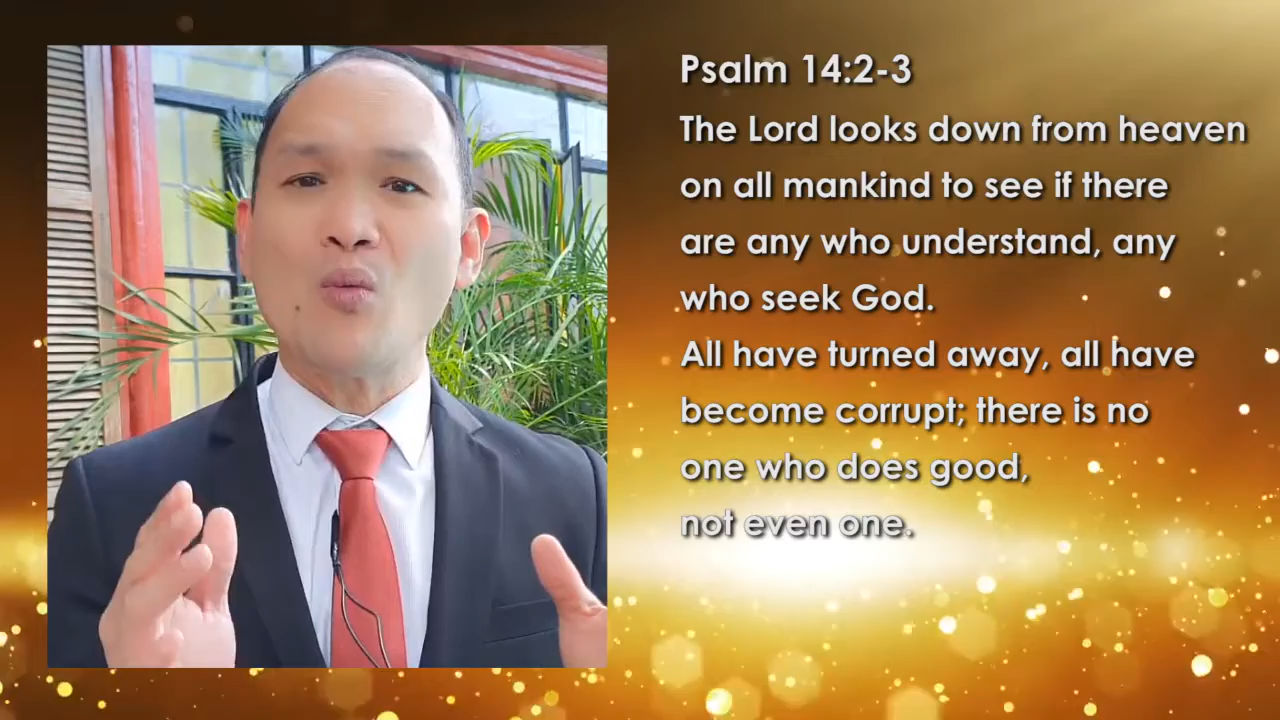 Psalm 14:2-3
The Lord looks down from heaven
on all mankind to see if there
are any who understand, any
who seek God.
All have turned away, all have
become corrupt; there is no
one who does good,
not even one.